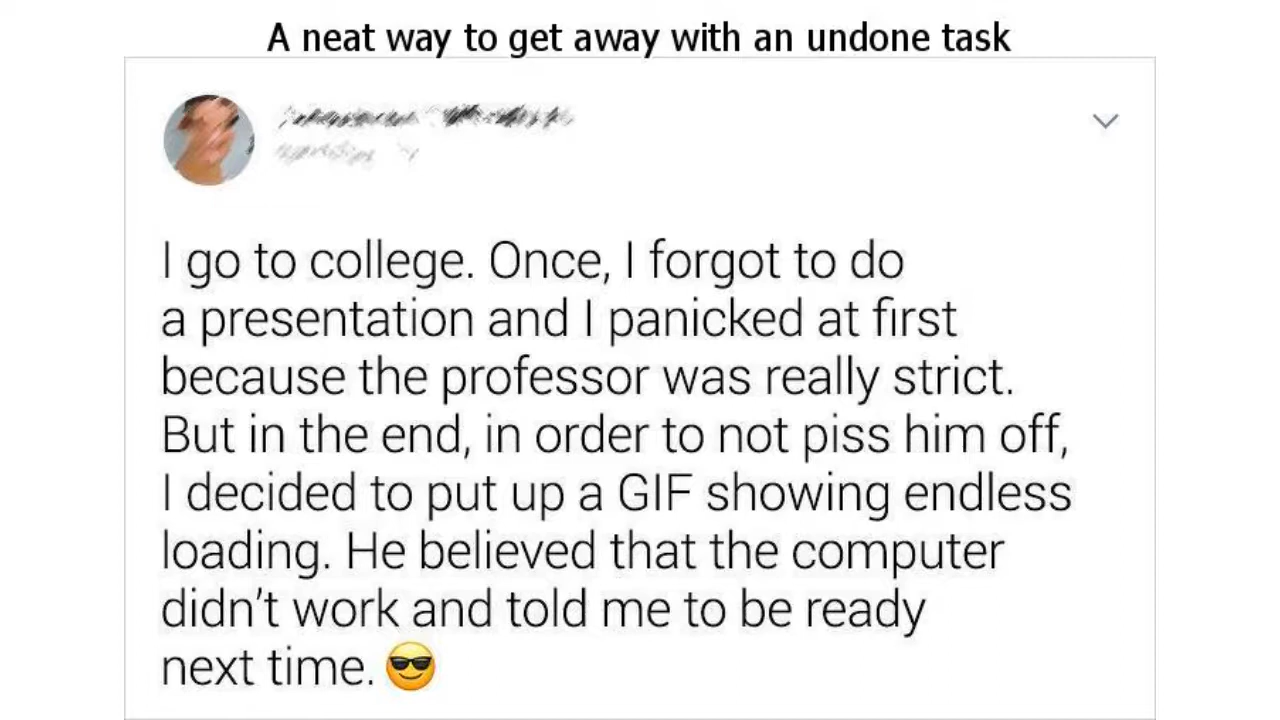 A neat way to get away with an undone task
I go to college. Once, I forgot to do
a presentation and I panicked at first
because the professor was really strict.
But in the end, in order to not piss him off,
I decided to put up a GIF showing endless
loading. He believed that the computer
didn't work and told me to be ready
next time. 😎